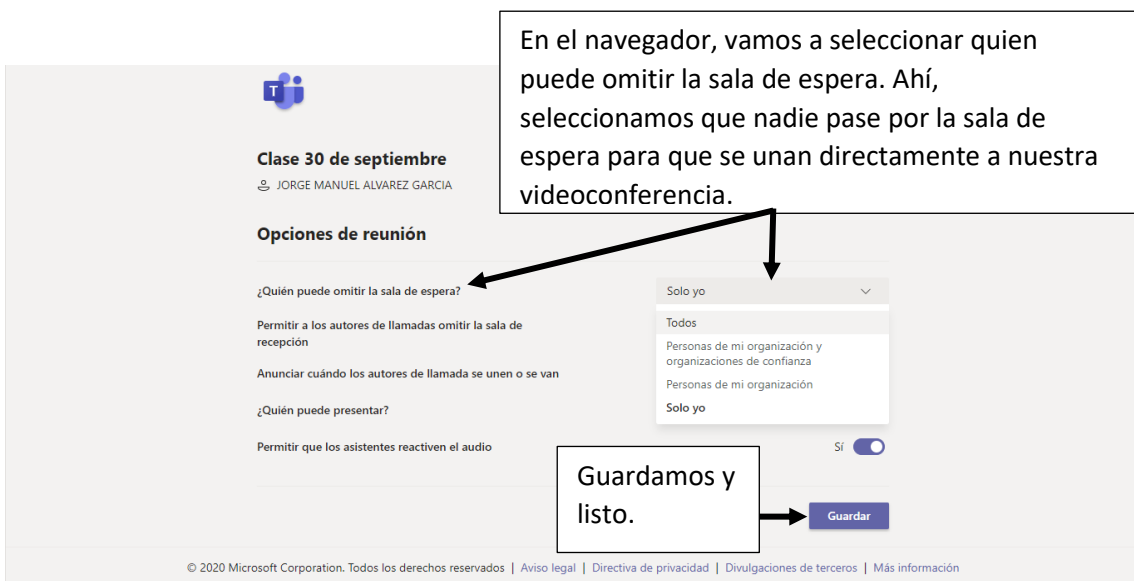 En el navegador, vamos a seleccionar quien
puede omitir la sala de espera. Ahí,
seleccionamos que nadie pase por la sala de
espera para que se unan directamente a nuestra
videoconferencia.
T
Clase 30 de septiembre
JORGE MANUEL ALVAREZ GARCIA
Opciones de reunión
¿Quién puede omitir la sala de espera?
Solo yo
Todos
Personas de mi organización y
organizaciones de confianza
Personas de mi organización
Solo yo
Permitir a los autores de llamadas omitir la sala de
recepción
Anunciar cuándo los autores de llamada se unen o se van
¿Quién puede presentar?
Permitir que los asistentes reactiven el audio
Sí
Guardamos y
listo.
Guardar
© 2020 Microsoft Corporation. Todos los derechos reservados | Aviso legal | Directiva de privacidad | Divulgaciones de terceros | Más información